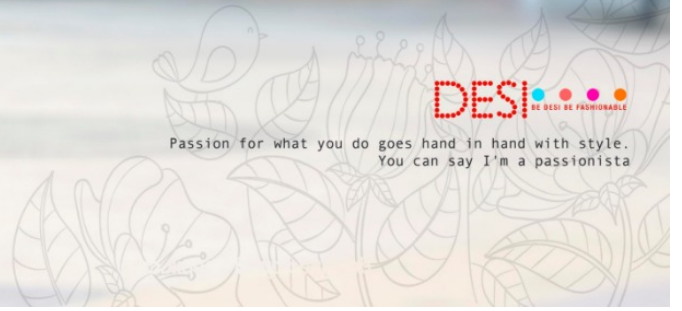 DESI
BE DESI BE FASHIONABLE
Passion for what you do goes hand in hand with style.
You can say I'm a passionista